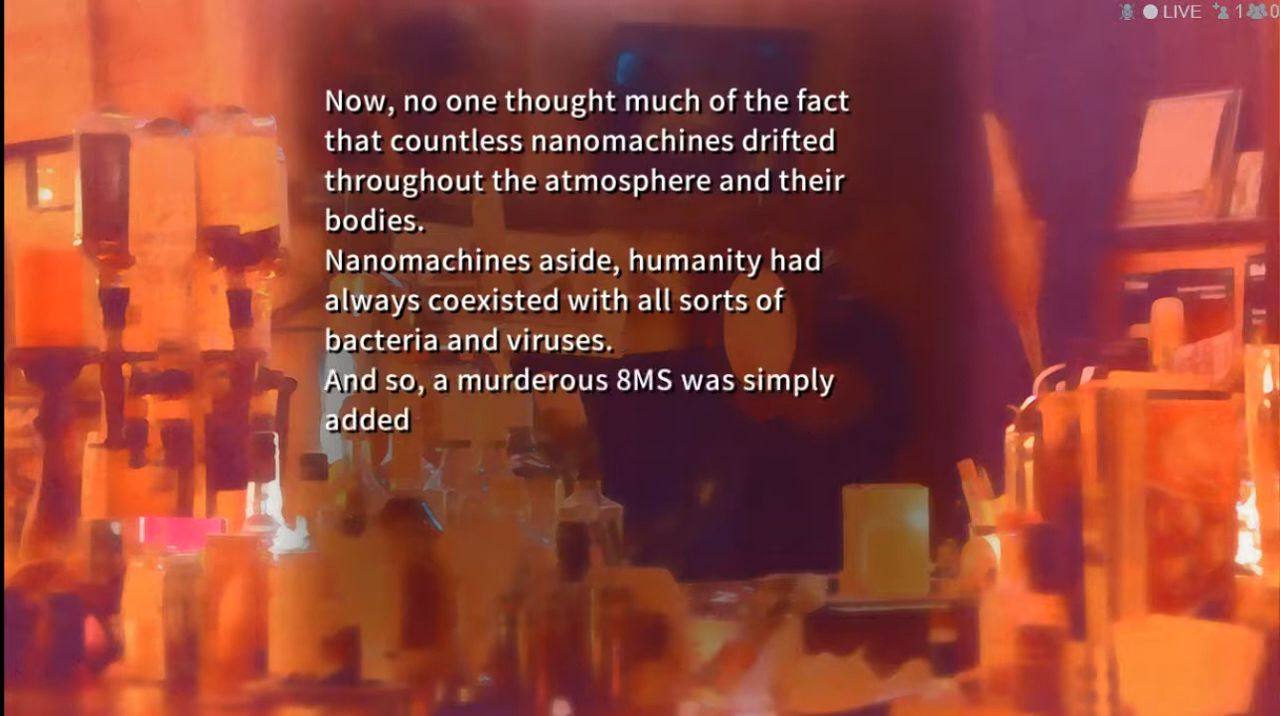 LIVE 1 0
Now, no one thought much of the fact
that countless nanomachines drifted
throughout the atmosphere and their
bodies.
Nanomachines aside, humanity had
always coexisted with all sorts of
bacteria and viruses.
And so, a murderous 8MS was simply
added